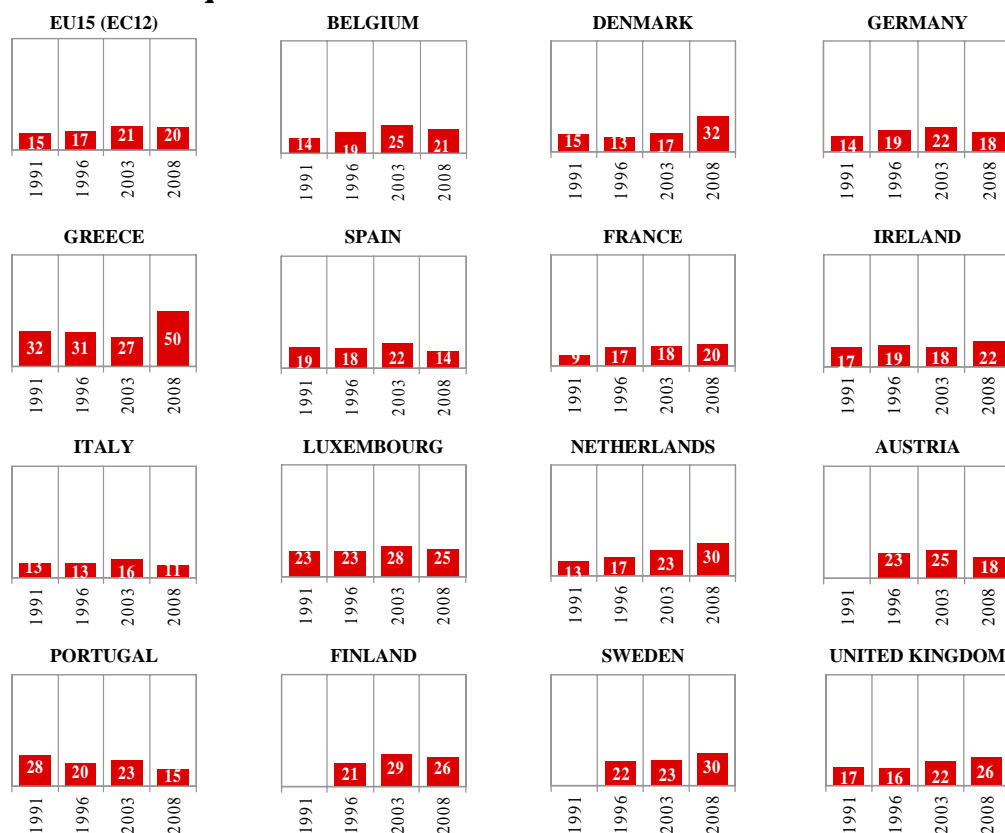 EU15 (EC12) BELGIUM DENMARK GERMANY
15 17 21 20 14 19 25 21 15 13 17 32 14 19 22 18
1991 1996 2003 2008 1991 1996 2003 2008 1991 1996 2003 2008 1991 1996 2003 2008
GREECE SPAIN FRANCE IRELAND
32 31 27 50 19 18 22 14 9 17 18 20 17 19 18 22
1991 1996 2003 2008 1991 1996 2003 2008 1991 1996 2003 2008 1991 1996 2003 2008
ITALY LUXEMBOURG NETHERLANDS AUSTRIA
13 13 16 11 23 23 28 25 13 17 23 30 23 25 18
1991 1996 2003 2008 1991 1996 2003 2008 1991 1996 2003 2008 1991 1996 2003 2008
PORTUGAL FINLAND SWEDEN UNITED KINGDOM
28 20 23 15 21 29 26 22 23 30 17 16 22 26
1991 1996 2003 2008 1991 1996 2003 2008 1991 1996 2003 2008 1991 1996 2003 2008